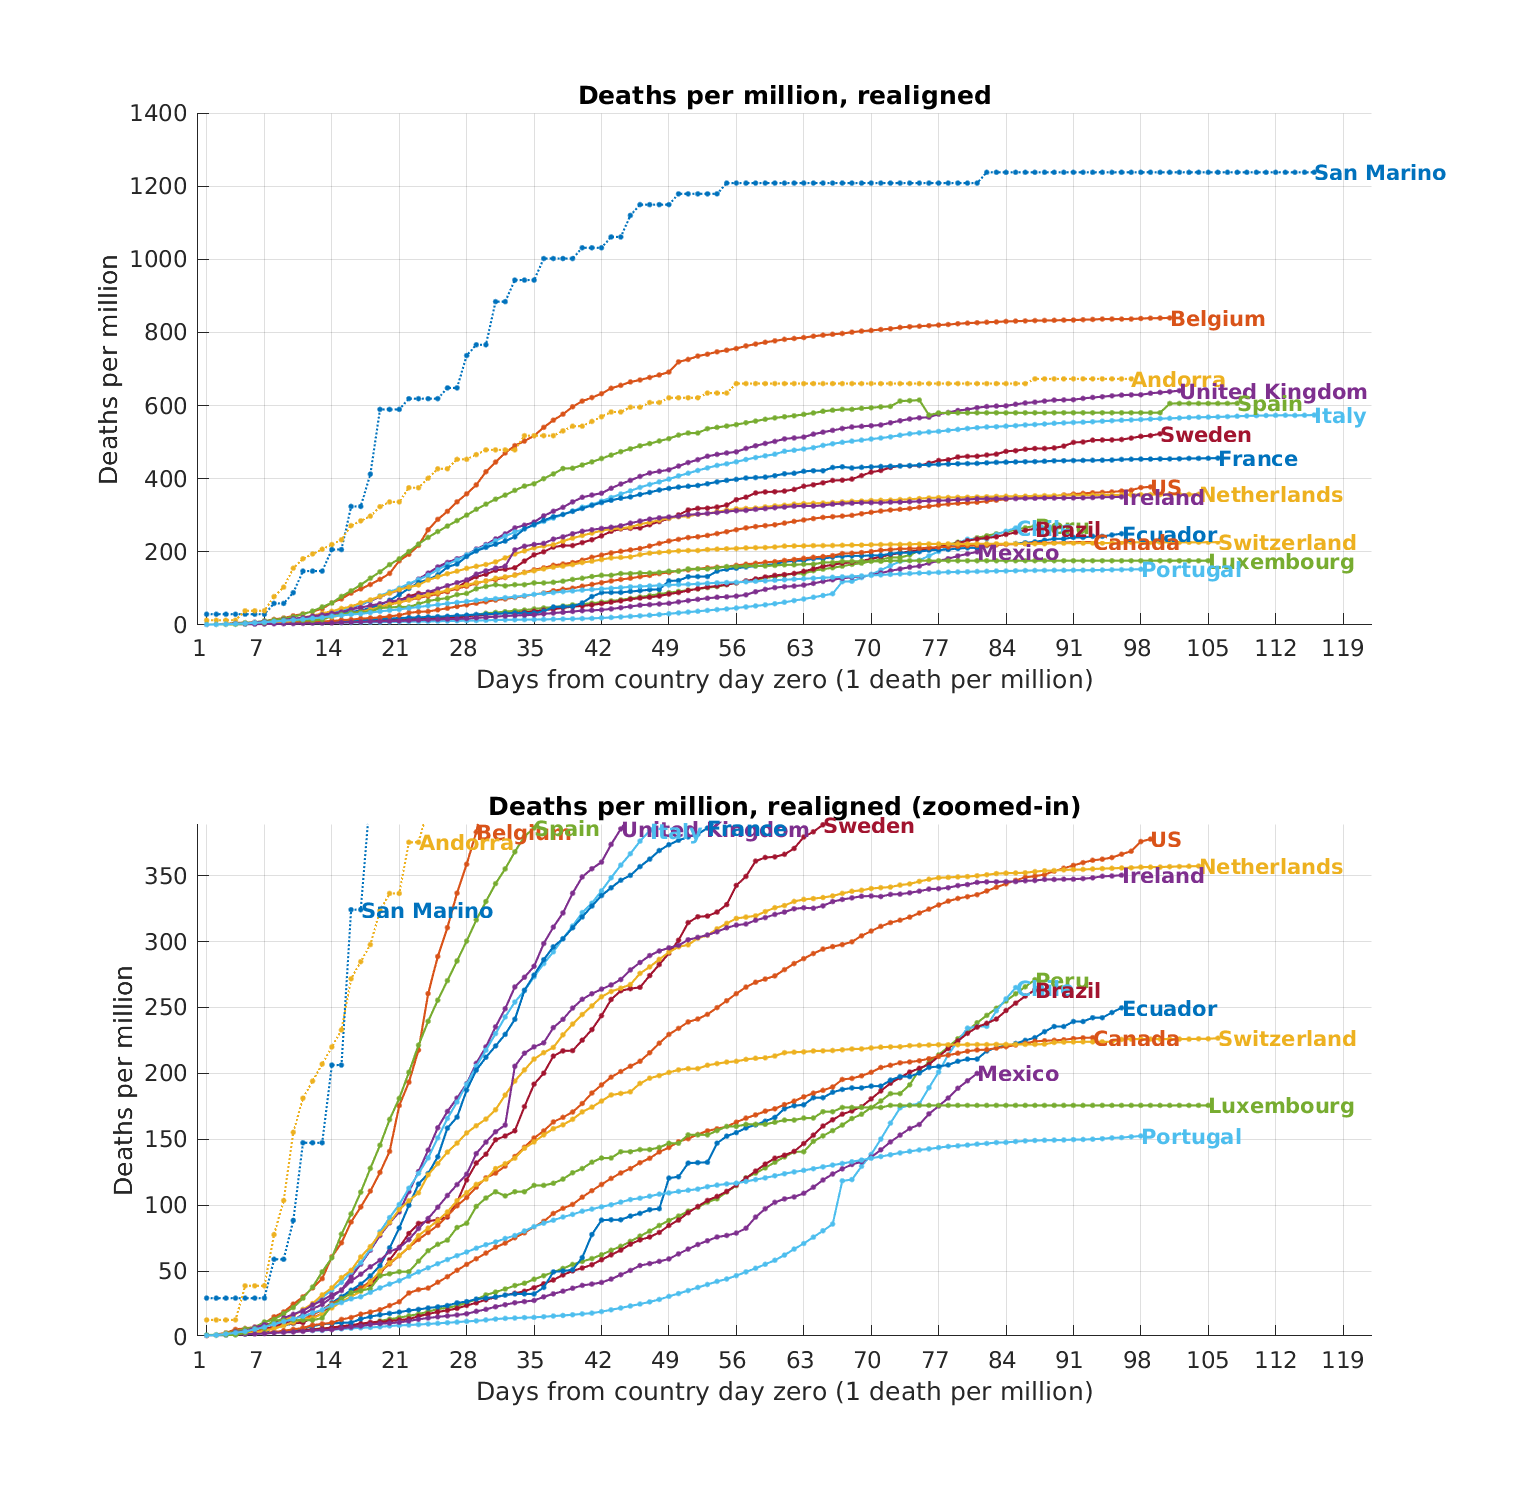 Deaths per million, realigned
1400
1200
1000
800
600
400
200
0
Deaths per million
San Marino
Belgium
Andorra
United Kingdom
Spain
Italy
Sweden
France
US
Netherlands
Ireland
Peru
Brazil
Ecuador
Canada
Switzerland
Mexico
Luxembourg
Portugal
1 7 14 21 28 35 42 49 56 63 70 77 84 91 98 105 112 119
Days from country day zero (1 death per million)
Deaths per million, realigned (zoomed-in)
350
300
250
200
150
100
50
0
Deaths per million
Andorra
Belgium
Spain
United Kingdom
Italy
France
Sweden
US
Netherlands
Ireland
San Marino
Peru
Brazil
Ecuador
Canada
Switzerland
Mexico
Luxembourg
Portugal
1 7 14 21 28 35 42 49 56 63 70 77 84 91 98 105 112 119
Days from country day zero (1 death per million)